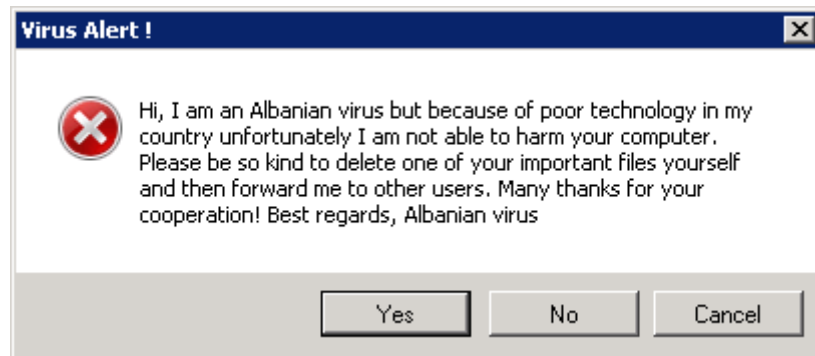 Virus Alert !
Hi, I am an Albanian virus but because of poor technology in my
country unfortunately I am not able to harm your computer.
Please be so kind to delete one of your important files yourself
and then forward me to other users. Many thanks for your
cooperation! Best regards, Albanian virus
Yes No Cancel